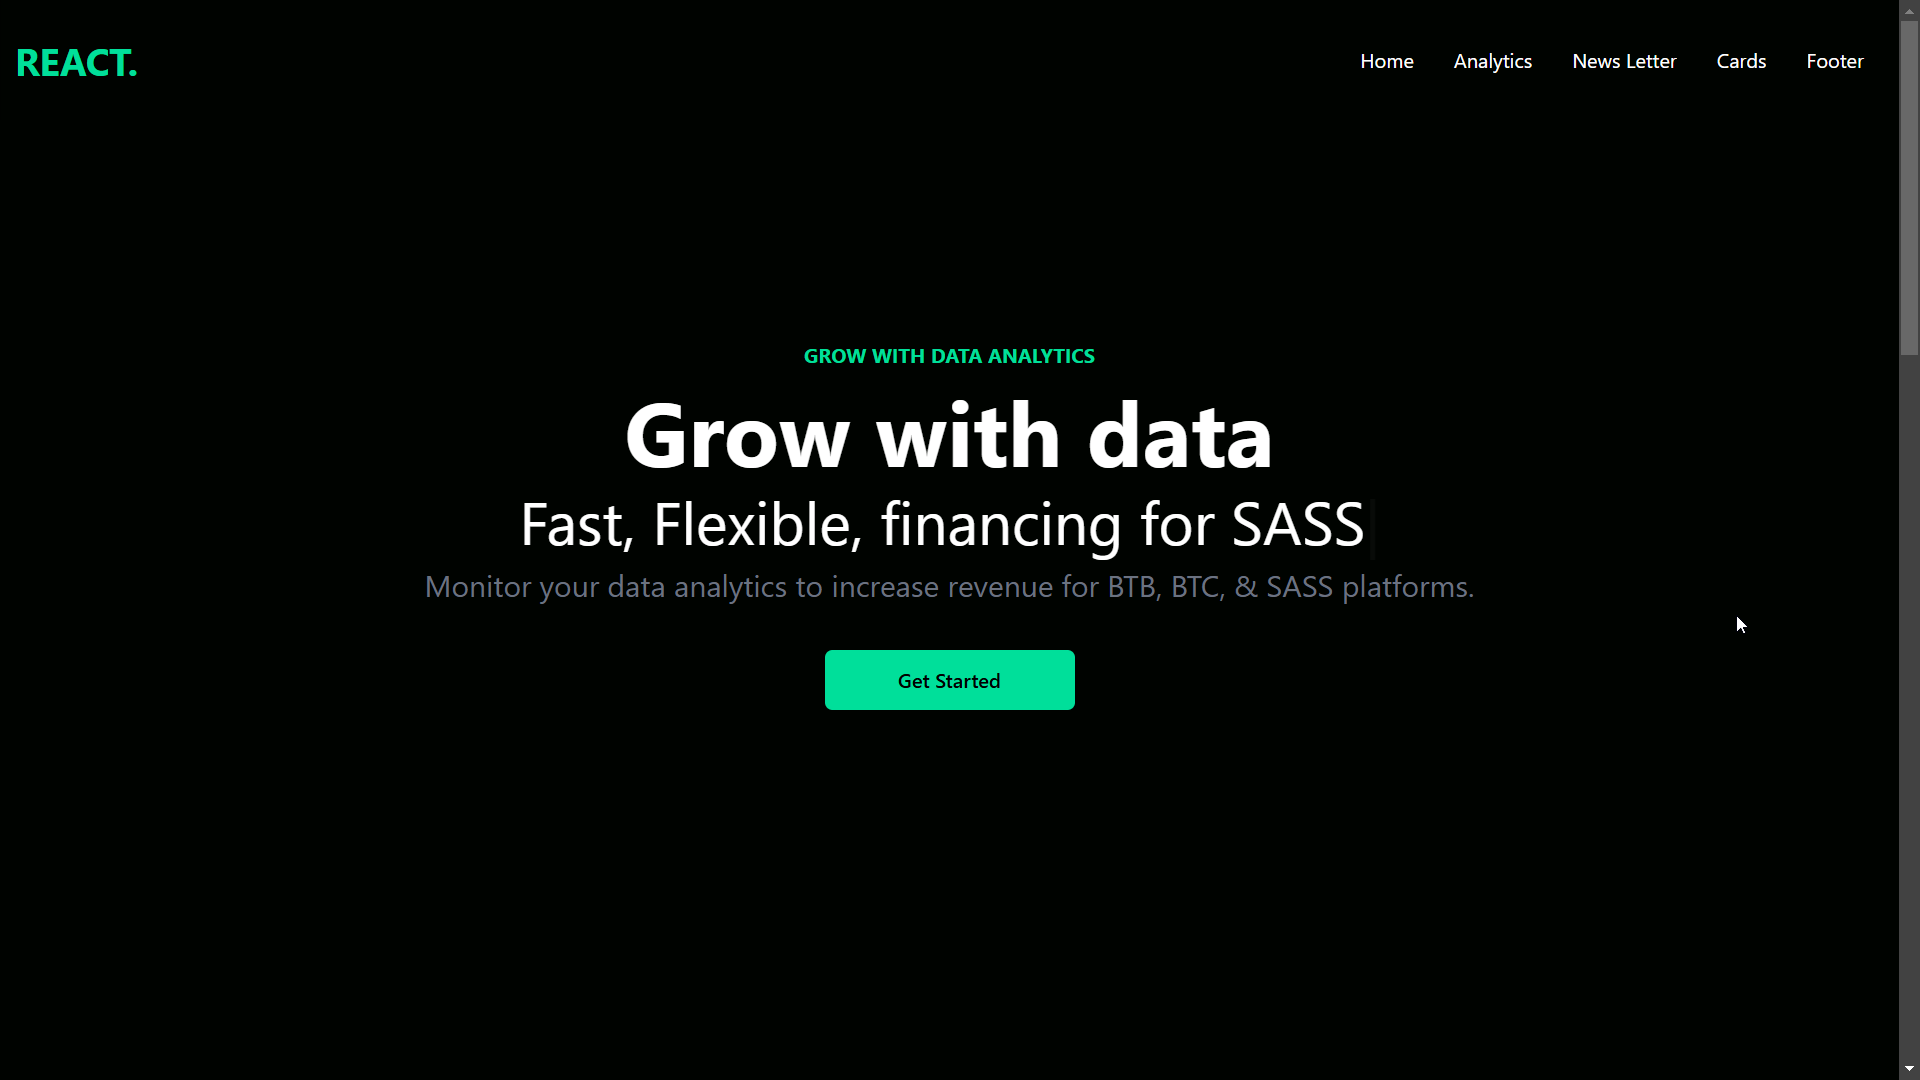 REACT.
Home
Analytics
News Letter
Cards
Footer
GROW WITH DATA ANALYTICS
Grow with data
Fast, Flexible, financing for SASS
Monitor your data analytics to increase revenue for BTB, BTC, & SASS platforms.
Get Started